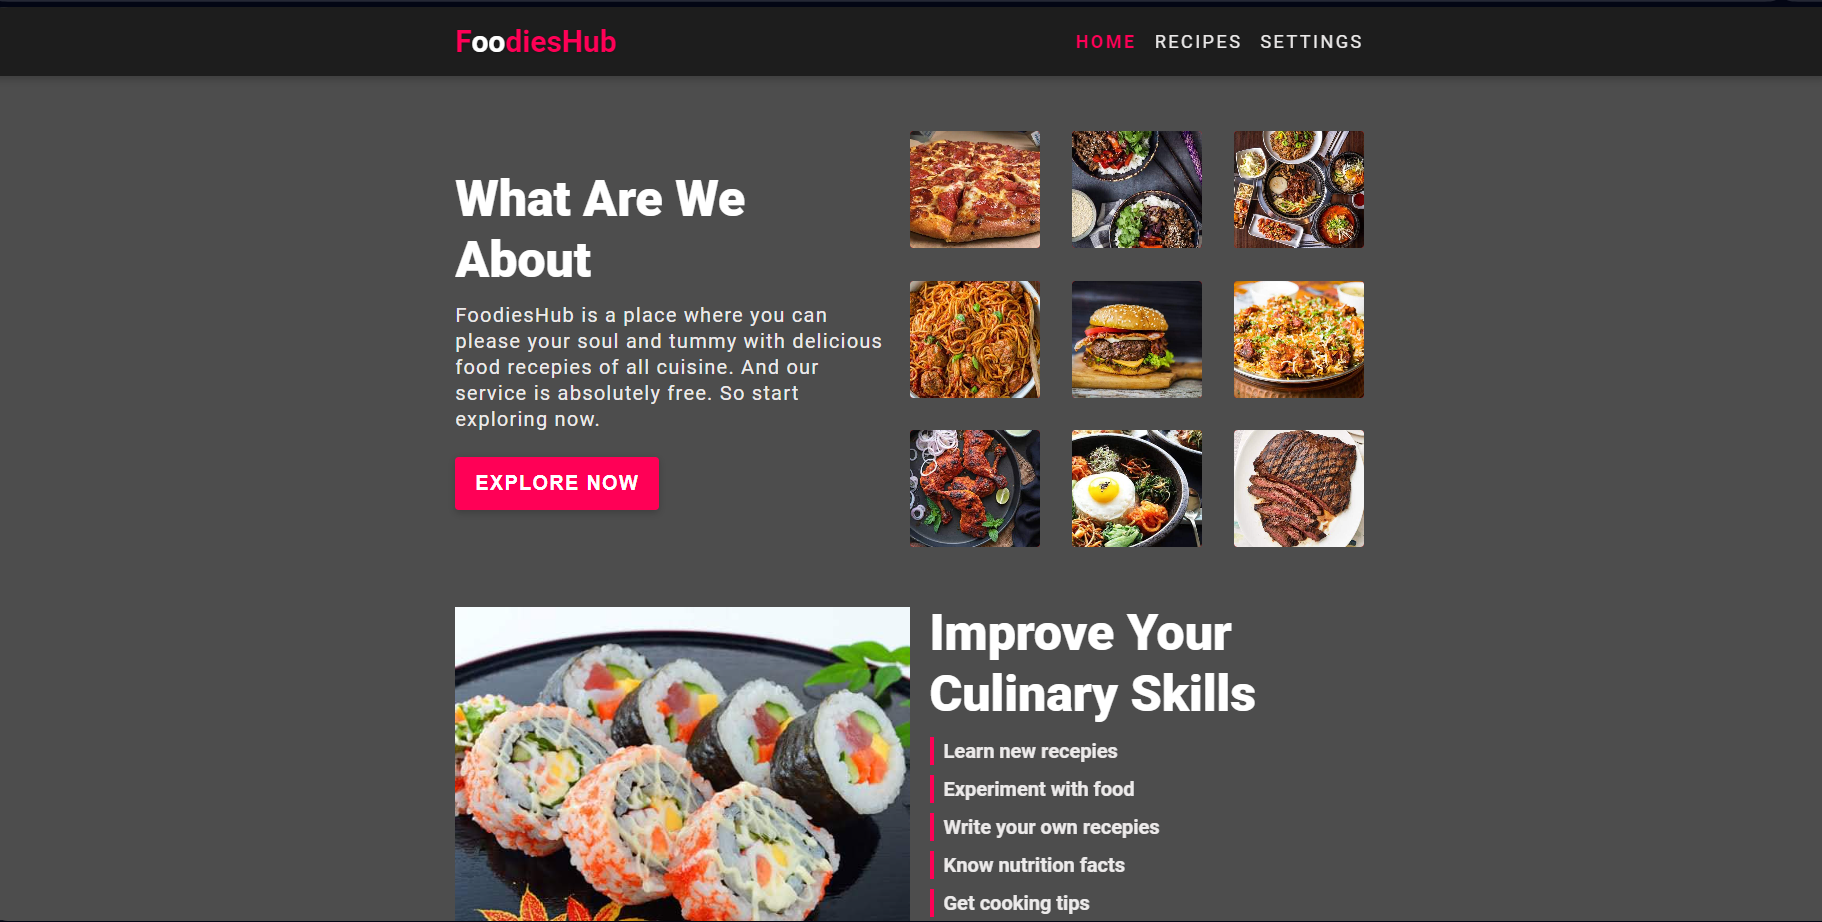 FoodiesHub
HOME RECIPES SETTINGS
What Are We
About
FoodiesHub is a place where you can
please your soul and tummy with delicious
food recepies of all cuisine. And our
service is absolutely free. So start
exploring now.
EXPLORE NOW
Improve Your
Culinary Skills
Learn new recepies
Experiment with food
Write your own recepies
Know nutrition facts
Get cooking tips